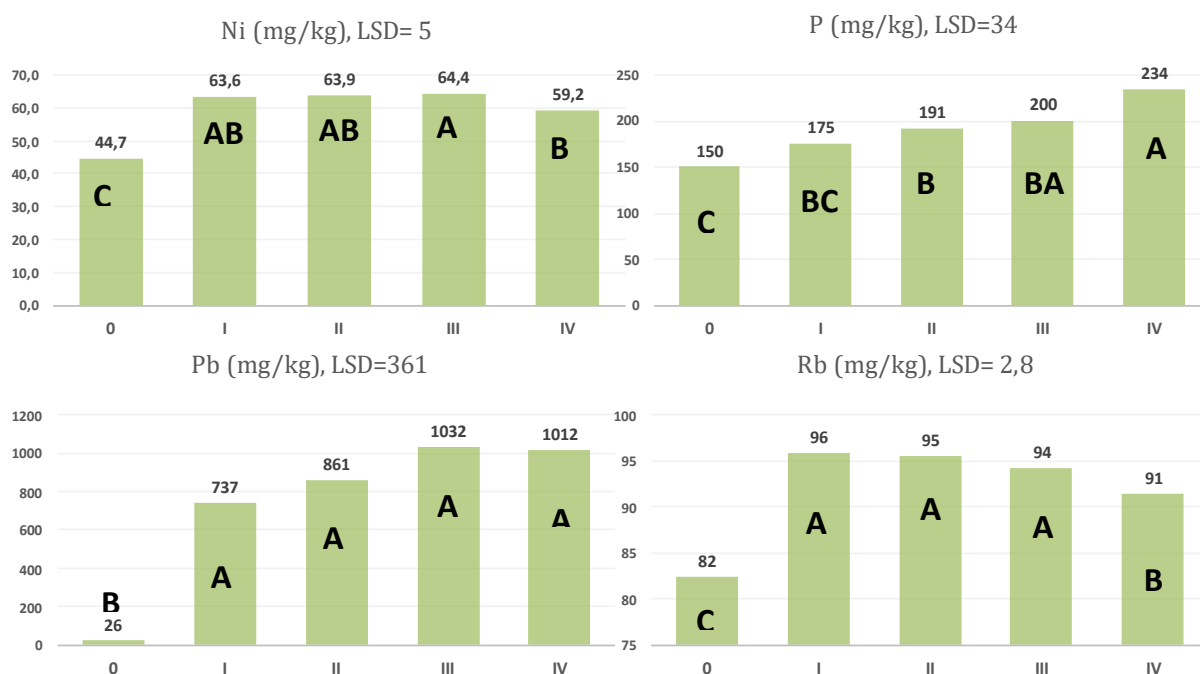 Ni (mg/kg), LSD= 5
70,0
60,0
50,0
40,0
30,0
20,0
10,0
0,0
44,7
63,6
63,9
64,4
59,2
C
AB
AB
A
B
0 I II III IV
P (mg/kg), LSD=34
250
200
150
100
50
0
150
175
191
200
234
C
BC
B
BA
A
0 I II III IV
Pb (mg/kg), LSD=361
1200
1000
800
600
400
200
0
26
737
861
1032
1012
B
A
A
A
A
0 I II III IV
Rb (mg/kg), LSD= 2,8
100
95
90
85
80
75
82
96
95
94
91
C
A
A
A
B
0 I II III IV